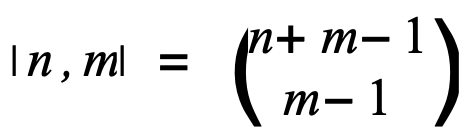 |n,m| = (n+ m− 1
m− 1)